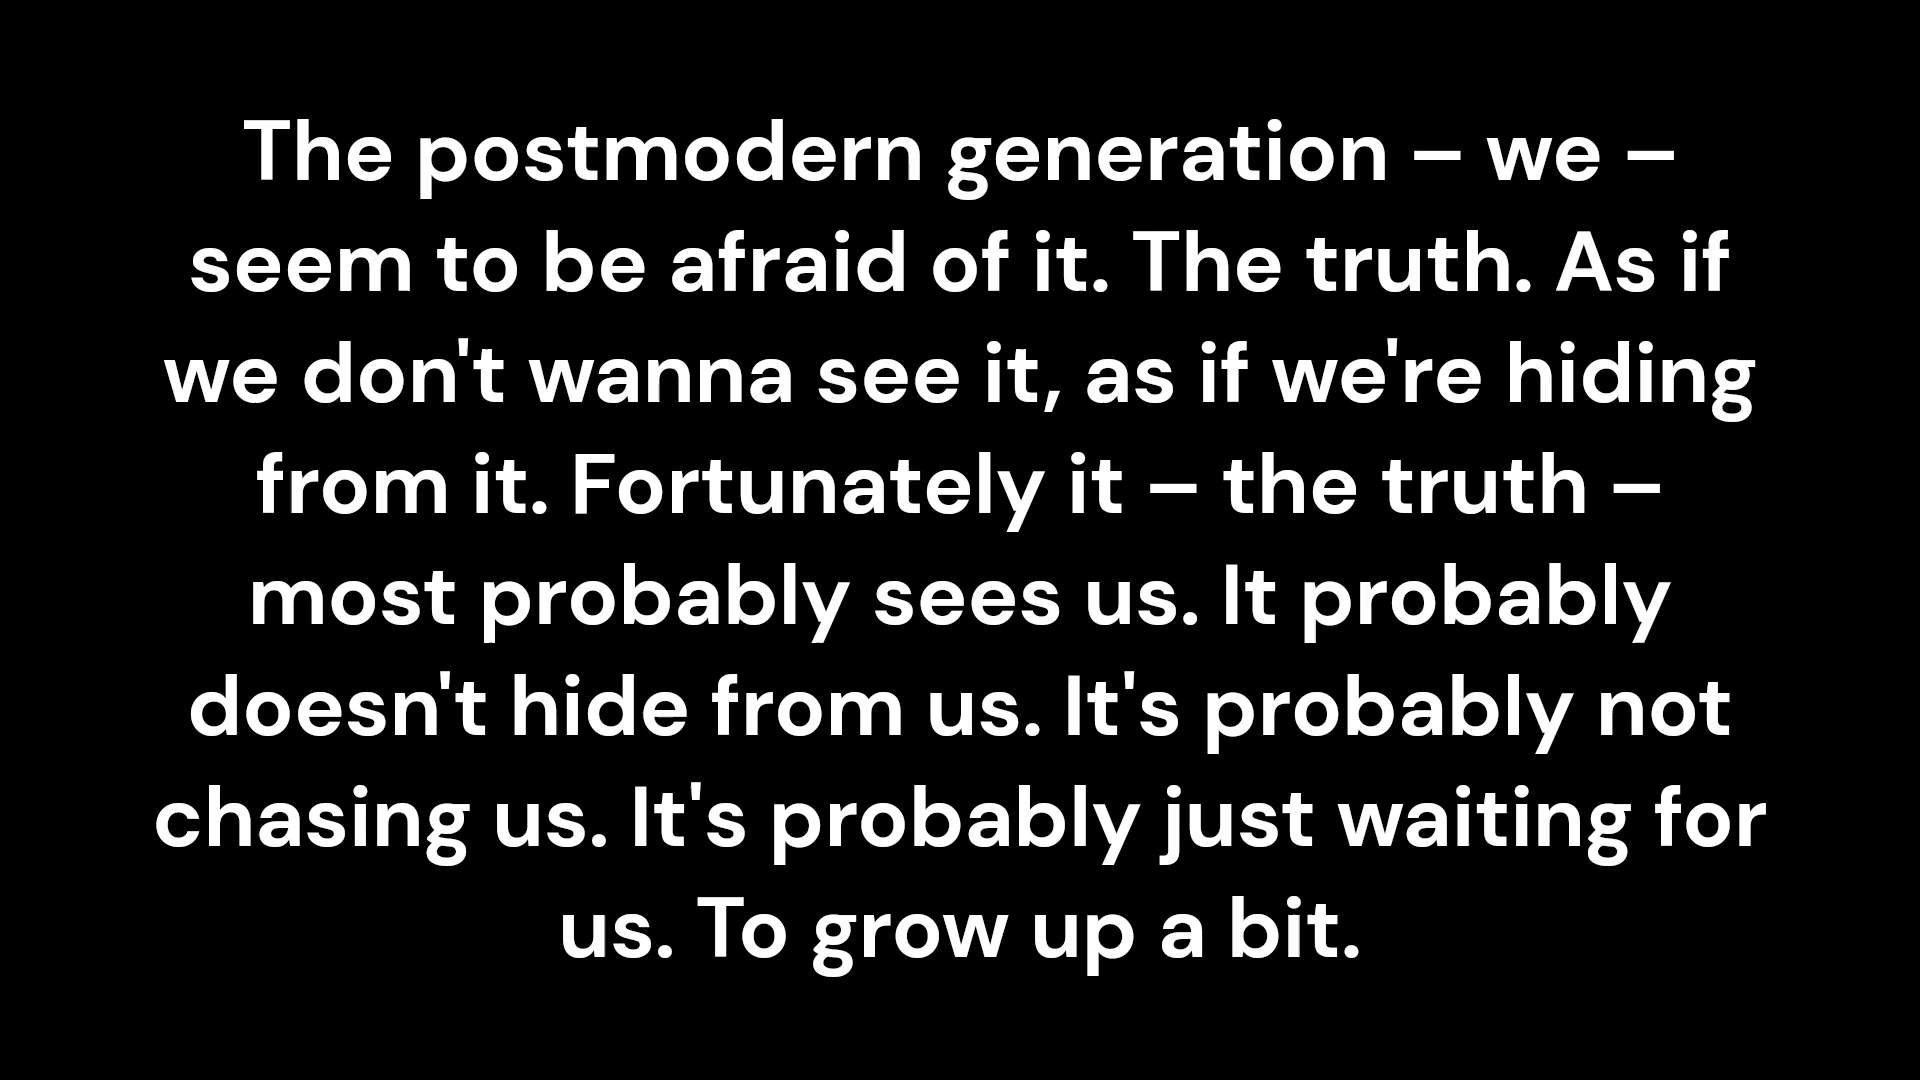 The postmodern generation – we –
seem to be afraid of it. The truth. As if
we don't wanna see it, as if we're hiding
from it. Fortunately it – the truth –
most probably sees us. It probably
doesn't hide from us. It's probably not
chasing us. It's probably just waiting for
us. To grow up a bit.